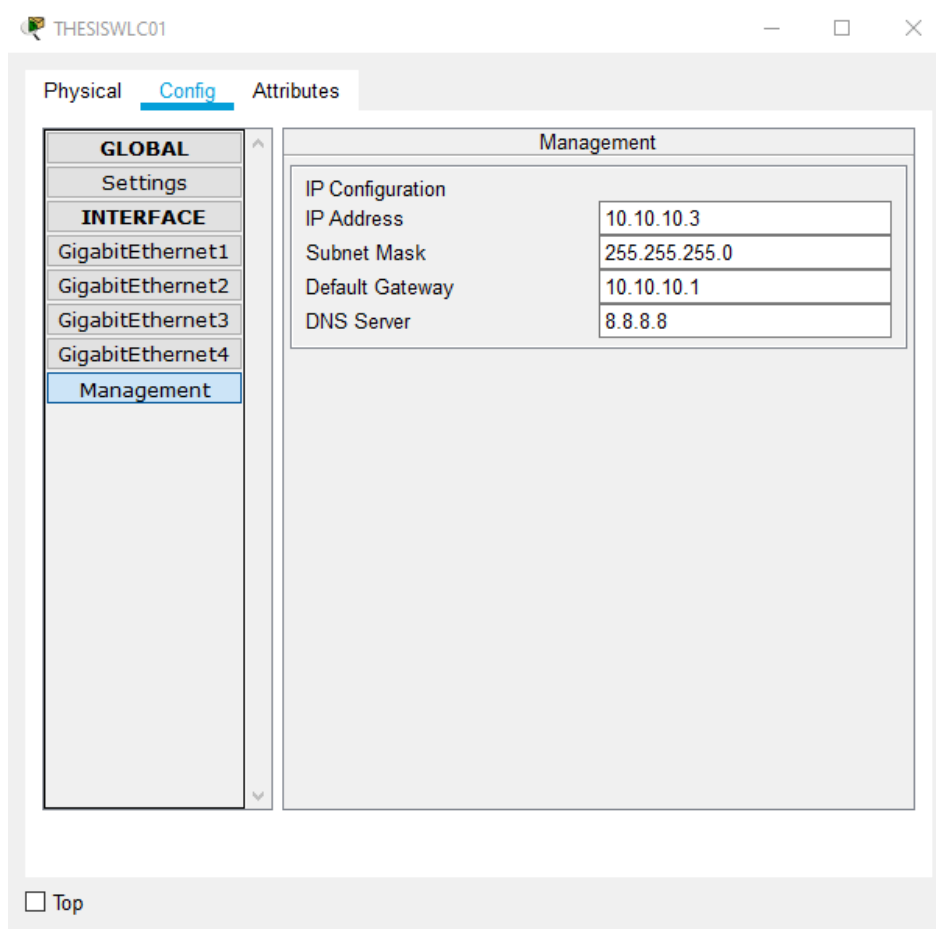 THESISWLC01
Physical Config Attributes
GLOBAL
Settings
INTERFACE
GigabitEthernet1
GigabitEthernet2
GigabitEthernet3
GigabitEthernet4
Management
Management
IP Configuration
IP Address 10.10.10.3
Subnet Mask 255.255.255.0
Default Gateway 10.10.10.1
DNS Server 8.8.8.8
Top